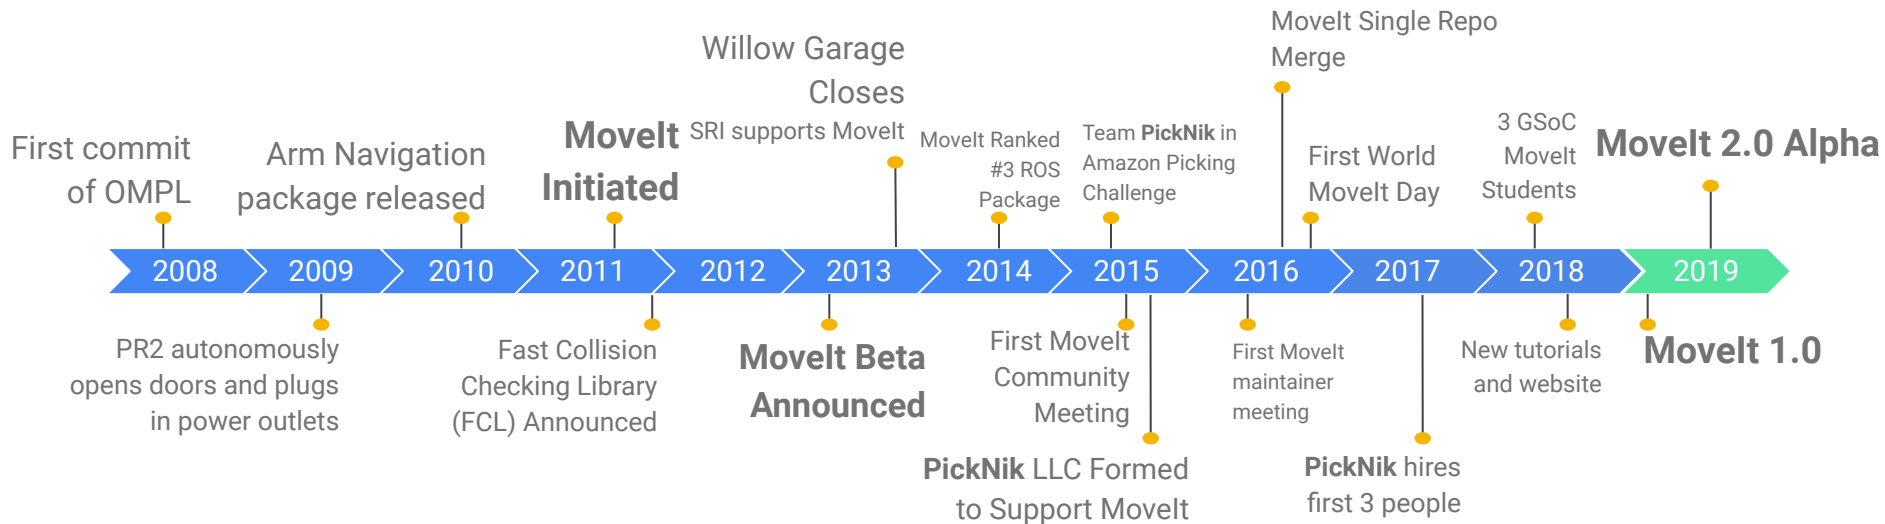 MoveIt Single Repo
Merge
Willow Garage
Closes
SRI supports MoveIt
First commit
of OMPL
Arm Navigation
package released
MoveIt
Initiated
MoveIt Ranked
#3 ROS
Package
Team PickNik in
Amazon Picking
Challenge
First World
MoveIt Day
3 GSoC
MoveIt
Students
MoveIt 2.0 Alpha
2008
2009
2010
2011
2012
2013
2014
2015
2016
2017
2018
2019
PR2 autonomously
opens doors and plugs
in power outlets
Fast Collision
Checking Library
(FCL) Announced
MoveIt Beta
Announced
First MoveIt
Community
Meeting
PickNik LLC Formed
to Support MoveIt
First MoveIt
maintainer
meeting
PickNik hires
first 3 people
New tutorials
and website
MoveIt 1.0